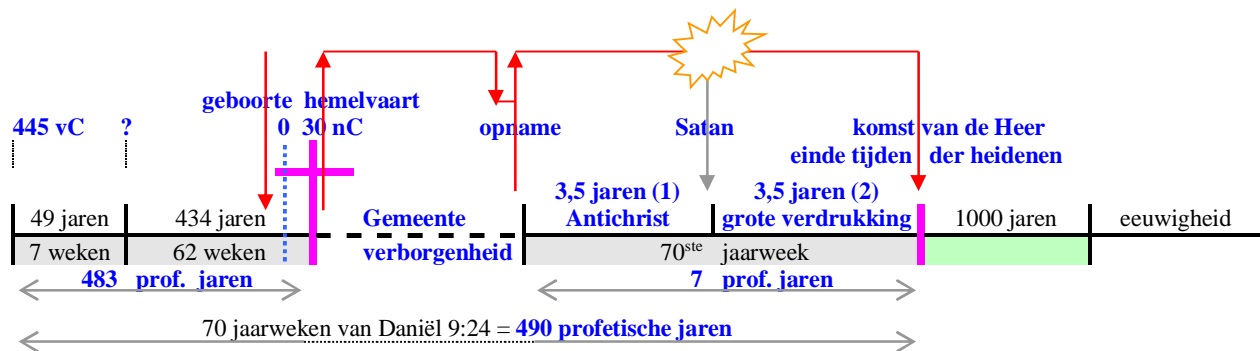 geboorte hemelvaart
445 vC ? 0 30 nC opname Satan komst van de Heer
einde tijden der heidenen
3,5 jaren (1) 3,5 jaren (2)
49 jaren 434 jaren Gemeente Antichrist grote verdrukking 1000 jaren eeuwigheid
7 weken 62 weken verborgenheid 70ste jaarweek
483 prof. jaren 7 prof. jaren
70 jaarweken van Daniël 9:24 = 490 profetische jaren